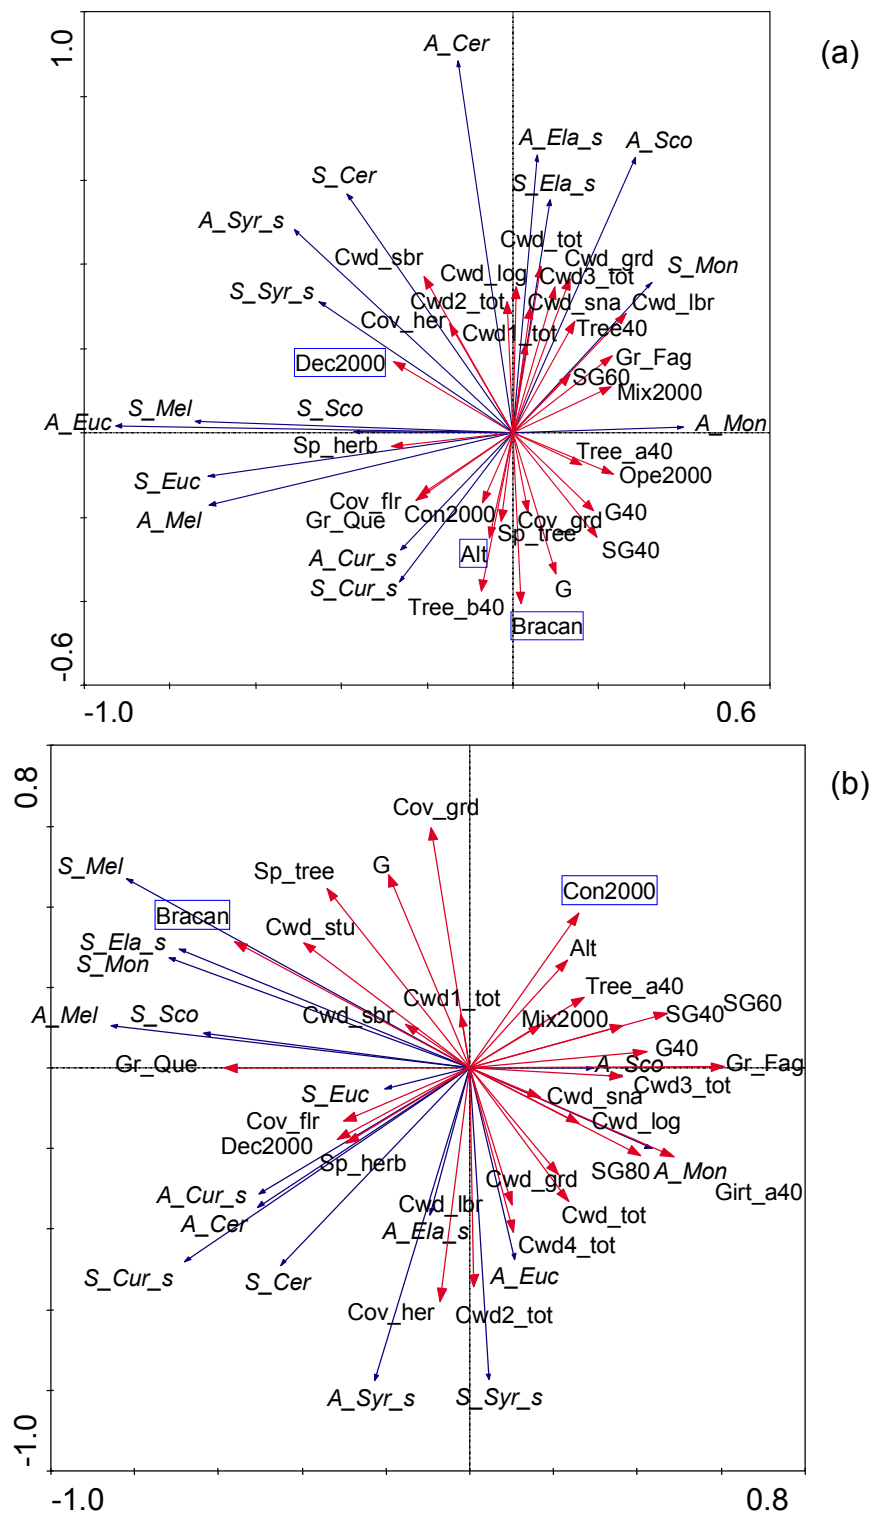 1.0
(a)
A_Cer
A_Ela_s
A_Sco
S_Cer
S_Ela_s
A_Syr_s
Cwd_tot
Cwd_sbr
Cwd_log
Cwd_grd
S_Mon
Cwd3_tot
S_Syr_s
Cwd2_tot
Cwd_sna
Cwd_lbr
Cov_her
Cwd1_tot
Tree40
Dec2000
Gr_Fag
SG60
Mix2000
A_Euc
S_Mel
S_Sco
A_Mon
Sp_herb
Tree_a40
Ope2000
S_Euc
Cov_flr
Con2000
G40
A_Mel
Gr_Que
Cov_grd
Sp_tree
A_Cur_s
Alt
SG40
S_Cur_s
Tree_b40
G
Bracan
-0.6
-1.0
0.6
0.8
(b)
Cov_grd
S_Mel
Sp_tree
G
Con2000
Bracan
Cwd_stu
S_Ela_s
Alt
S_Mon
Tree_a40
Cwd1_tot
SG60
A_Mel
S_Sco
Cwd_sbr
Mix2000
SG40
G40
Gr_Que
A_Sco
Gr_Fag
S_Euc
Cwd_sna
Cwd3_tot
Cov_flr
Cwd_log
Dec2000
Sp_herb
Cwd_grd
SG80
A_Mon
A_Cur_s
Cwd_lbr
Girt_a40
A_Cer
A_Ela_s
Cwd_tot
Cwd4_tot
S_Cur_s
S_Cer
A_Euc
Cov_her
Cwd2_tot
A_Syr_s
S_Syr_s
-1.0
-1.0
0.8